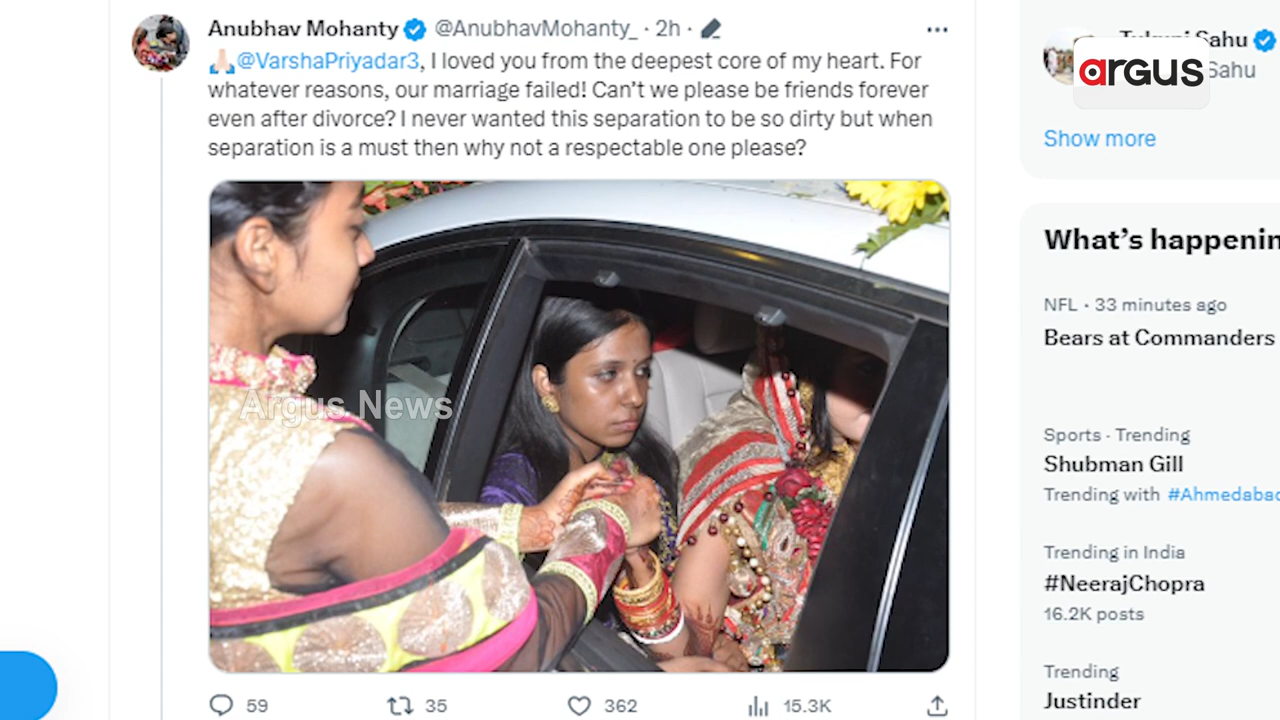 Anubhav Mohanty @AnubhavMohanty_ · 2h ·
🙏🏻@VarshaPriyadar3, I loved you from the deepest core of my heart. For
whatever reasons, our marriage failed! Can’t we please be friends forever
even after divorce? I never wanted this separation to be so dirty but when
separation is a must then why not a respectable one please?
Argus News
59 35 362 15.3K
Sahu
argus
Sahu
Show more
What’s happenin
NFL · 33 minutes ago
Bears at Commanders
Sports · Trending
Shubman Gill
Trending with #Ahmedabad
Trending in India
#NeerajChopra
16.2K posts
Trending
Justinder